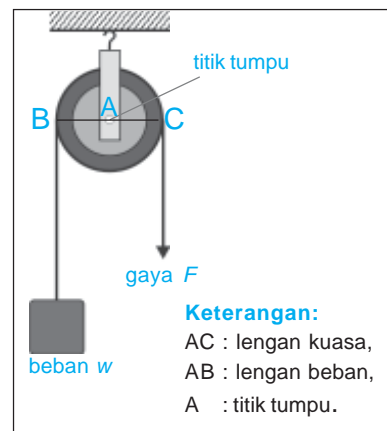 titik tumpu
B A C
gaya F
beban w
Keterangan:
AC : lengan kuasa,
AB : lengan beban,
A : titik tumpu.